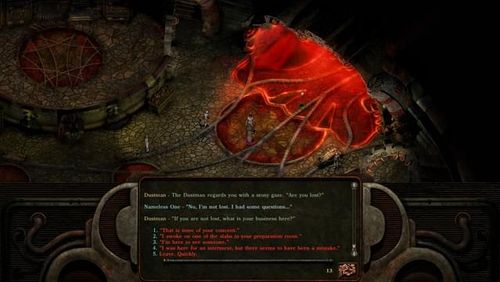 Dustman - The Dustman regards you with a stony gaze. "Are you lost?"
Nameless One - "No, I'm not lost. I had some questions..."
Dustman - "If you are not lost, what is your business here?"
1. "That is none of your concern."
2. "I awoke on one of the slabs in your preparation room."
3. "I'm here to see someone."
4. "I was here for an interment, but there seems to have been a mistake."
5. Leave. Quickly.
13